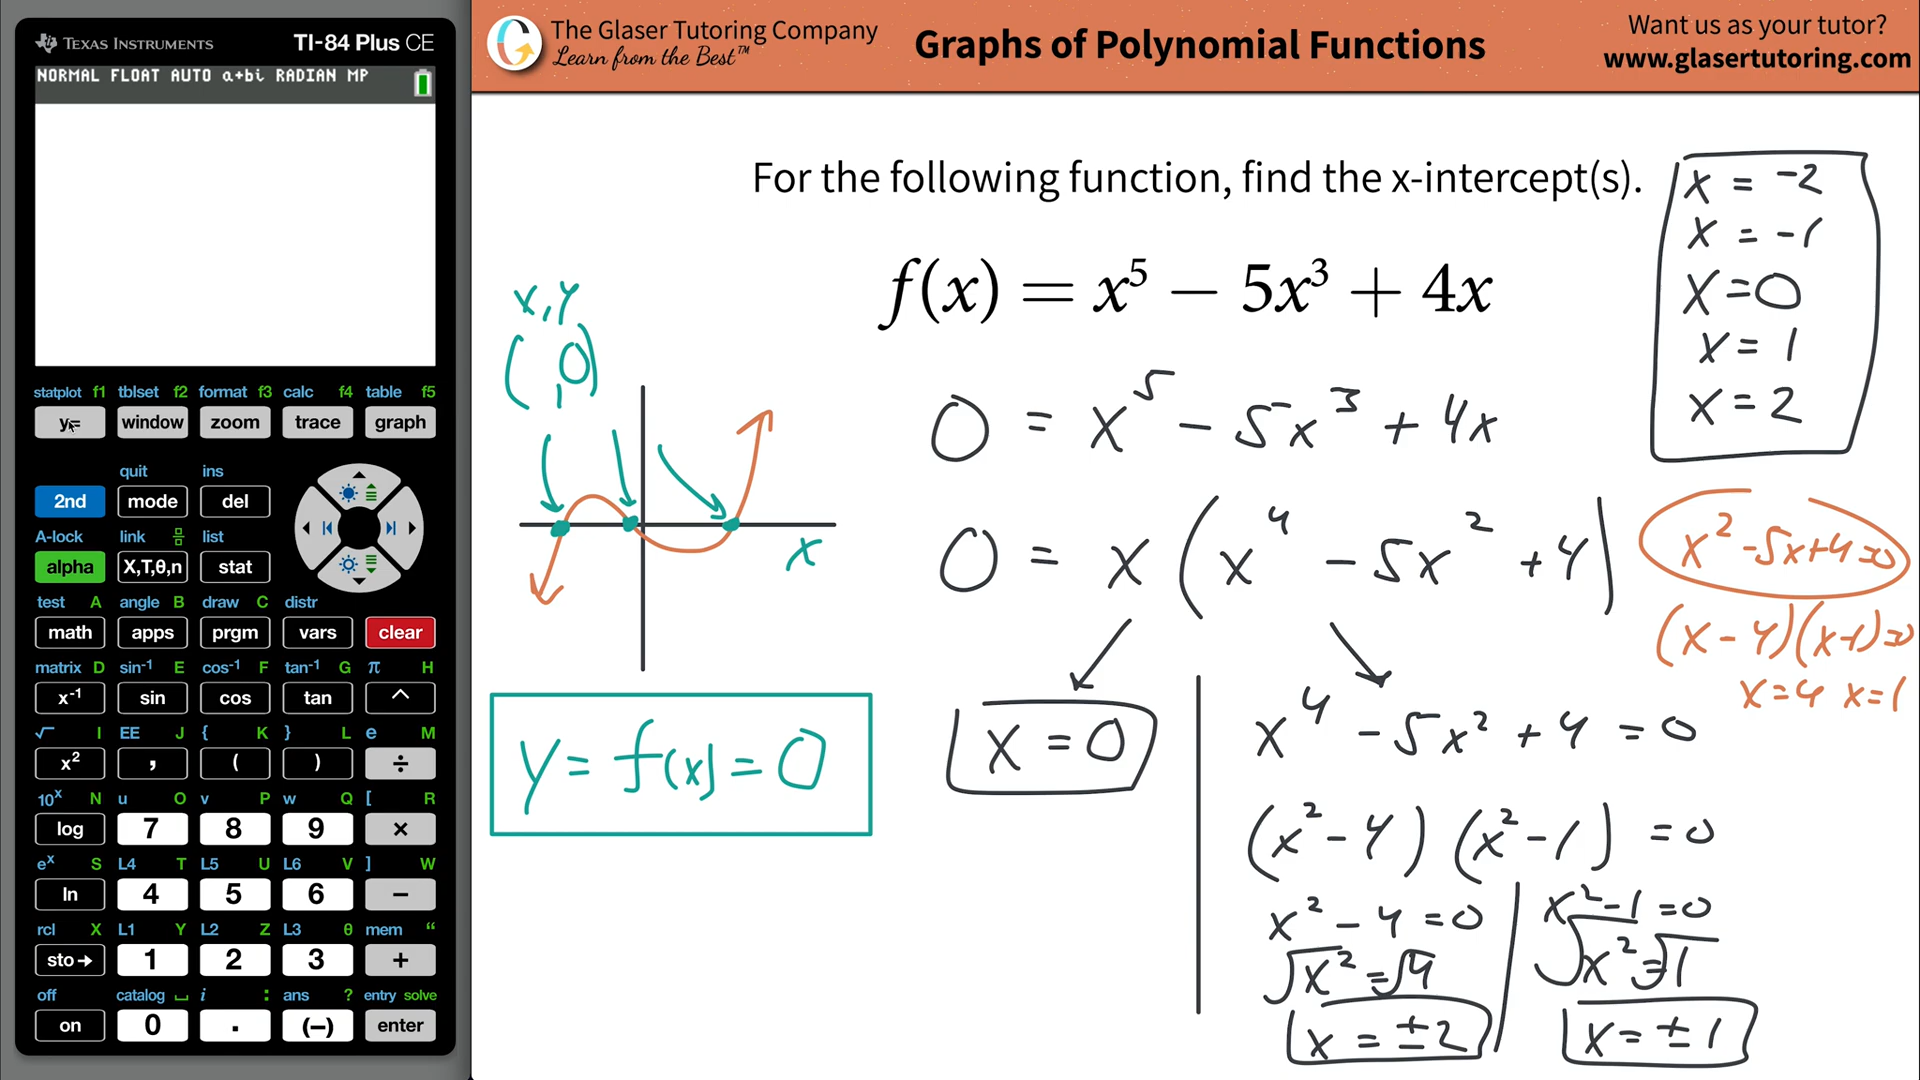 TEXAS INSTRUMENTS TI-84 Plus CE
NORMAL FLOAT AUTO a+bi RADIAN MP
statplot f1 tblset f2 format f3 calc f4 table f5
y= window zoom trace graph
quit ins
2nd mode del
A-lock link list
alpha X,T,θ,n stat
test A angle B draw C distr
math apps prgm vars clear
matrix D sin⁻¹ E cos⁻¹ F tan⁻¹ G π H
x⁻¹ sin cos tan ^
√ I EE J { K } L e M
x² , ( ) ÷
10ˣ N u O v P w Q [ R
log 7 8 9 ×
eˣ S L4 T L5 U L6 V ] W
ln 4 5 6 −
rcl X L1 Y L2 Z L3 θ mem “
sto→ 1 2 3 +
off catalog ⎵ i : ans ? entry solve
on 0 . (−) enter
The Glaser Tutoring Company
Learn from the Best™
Graphs of Polynomial Functions
Want us as your tutor?
www.glasertutoring.com
For the following function, find the x-intercept(s).
f(x) = x⁵ − 5x³ + 4x
x,y
( ,0)
x
y = f(x) = 0
0 = x⁵ − 5x³ + 4x
0 = x(x⁴ − 5x² + 4)
x = 0
x⁴ − 5x² + 4 = 0
(x² − 4)(x² − 1) = 0
x² − 4 = 0
√x² = √4
x = ±2
x² − 1 = 0
√x² = √1
x = ±1
x = -2
x = -1
x = 0
x = 1
x = 2
x² − 5x + 4 = 0
(x − 4)(x − 1) = 0
x = 4 x = 1